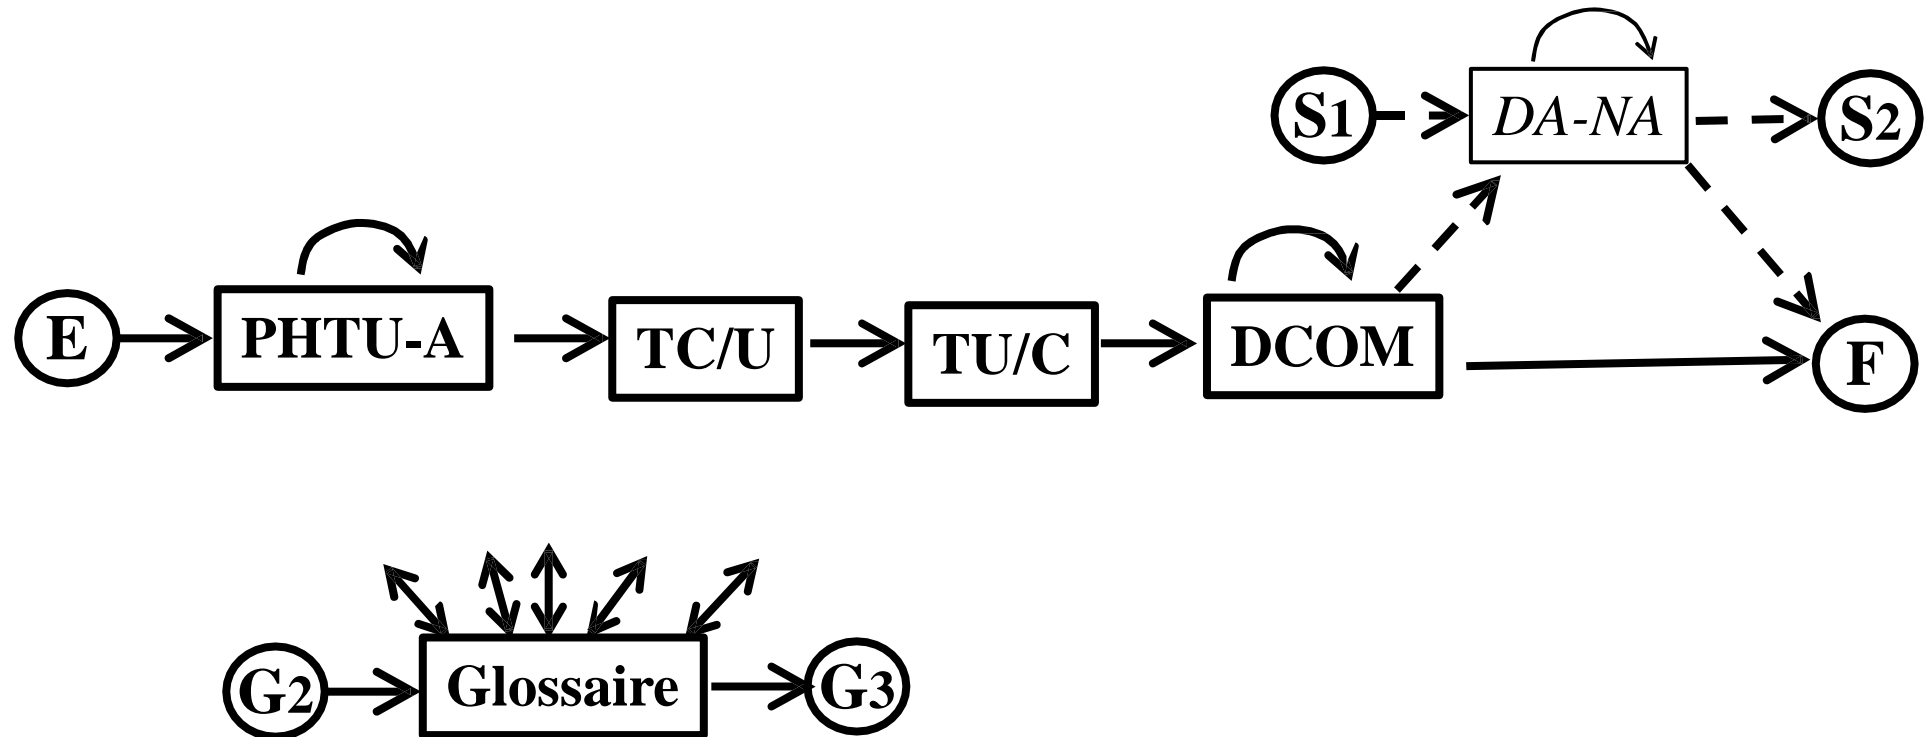 S1 DA-NA S2
E PHTU-A TC/U TU/C DCOM F
G2 Glossaire G3